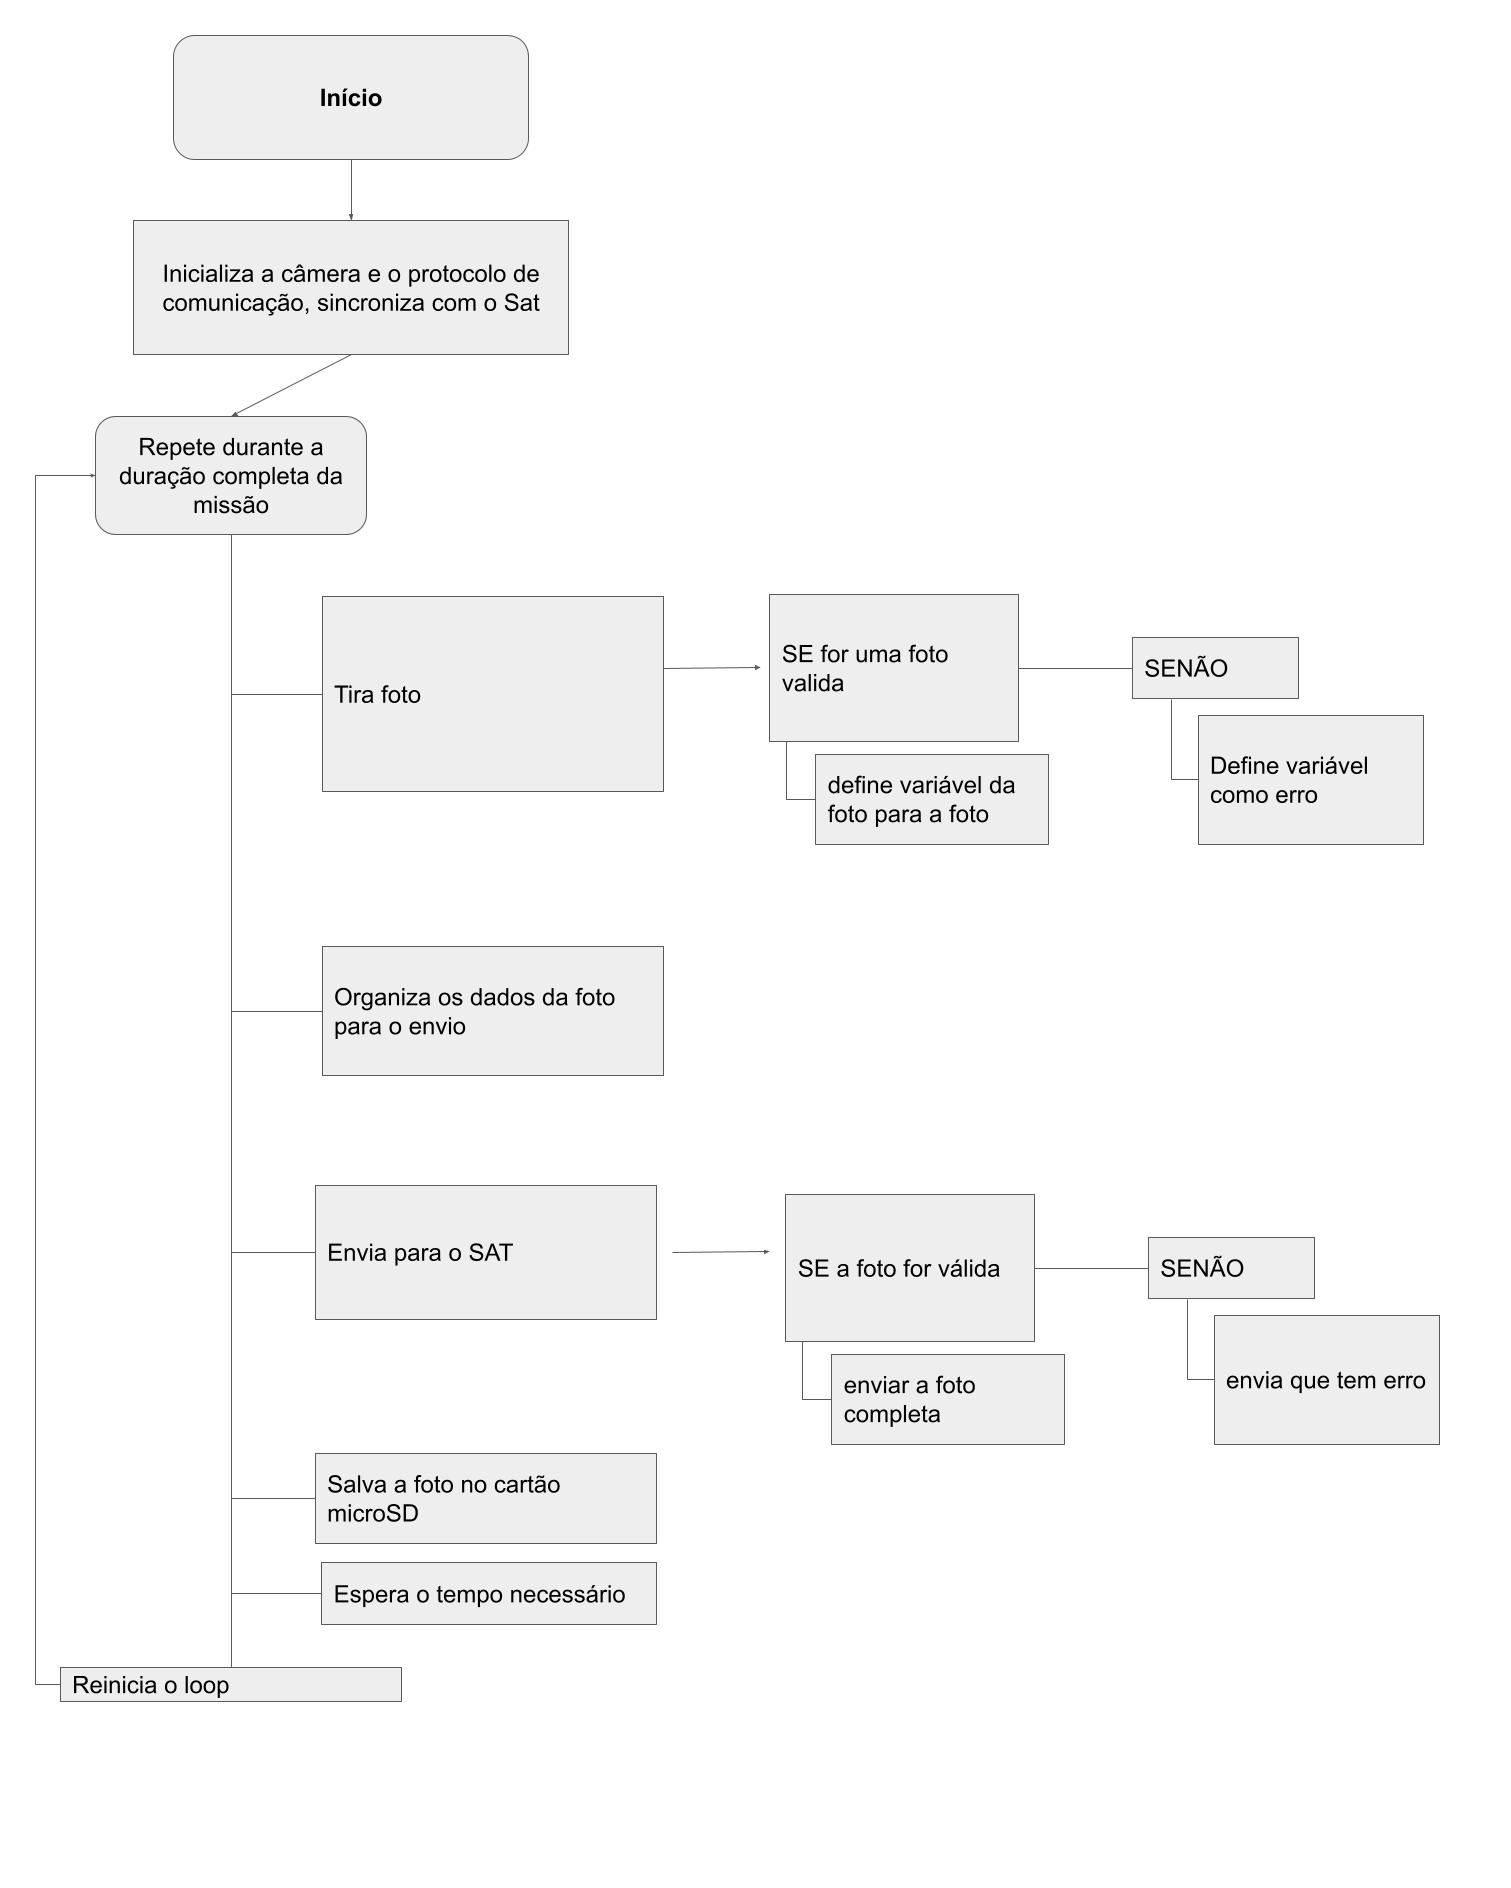 Início
Inicializa a câmera e o protocolo de
comunicação, sincroniza com o Sat
Repete durante a
duração completa da
missão
Tira foto
SE for uma foto
valida
SENÃO
define variável da
foto para a foto
Define variável
como erro
Organiza os dados da foto
para o envio
Envia para o SAT
SE a foto for válida
SENÃO
enviar a foto
completa
envia que tem erro
Salva a foto no cartão
microSD
Espera o tempo necessário
Reinicia o loop